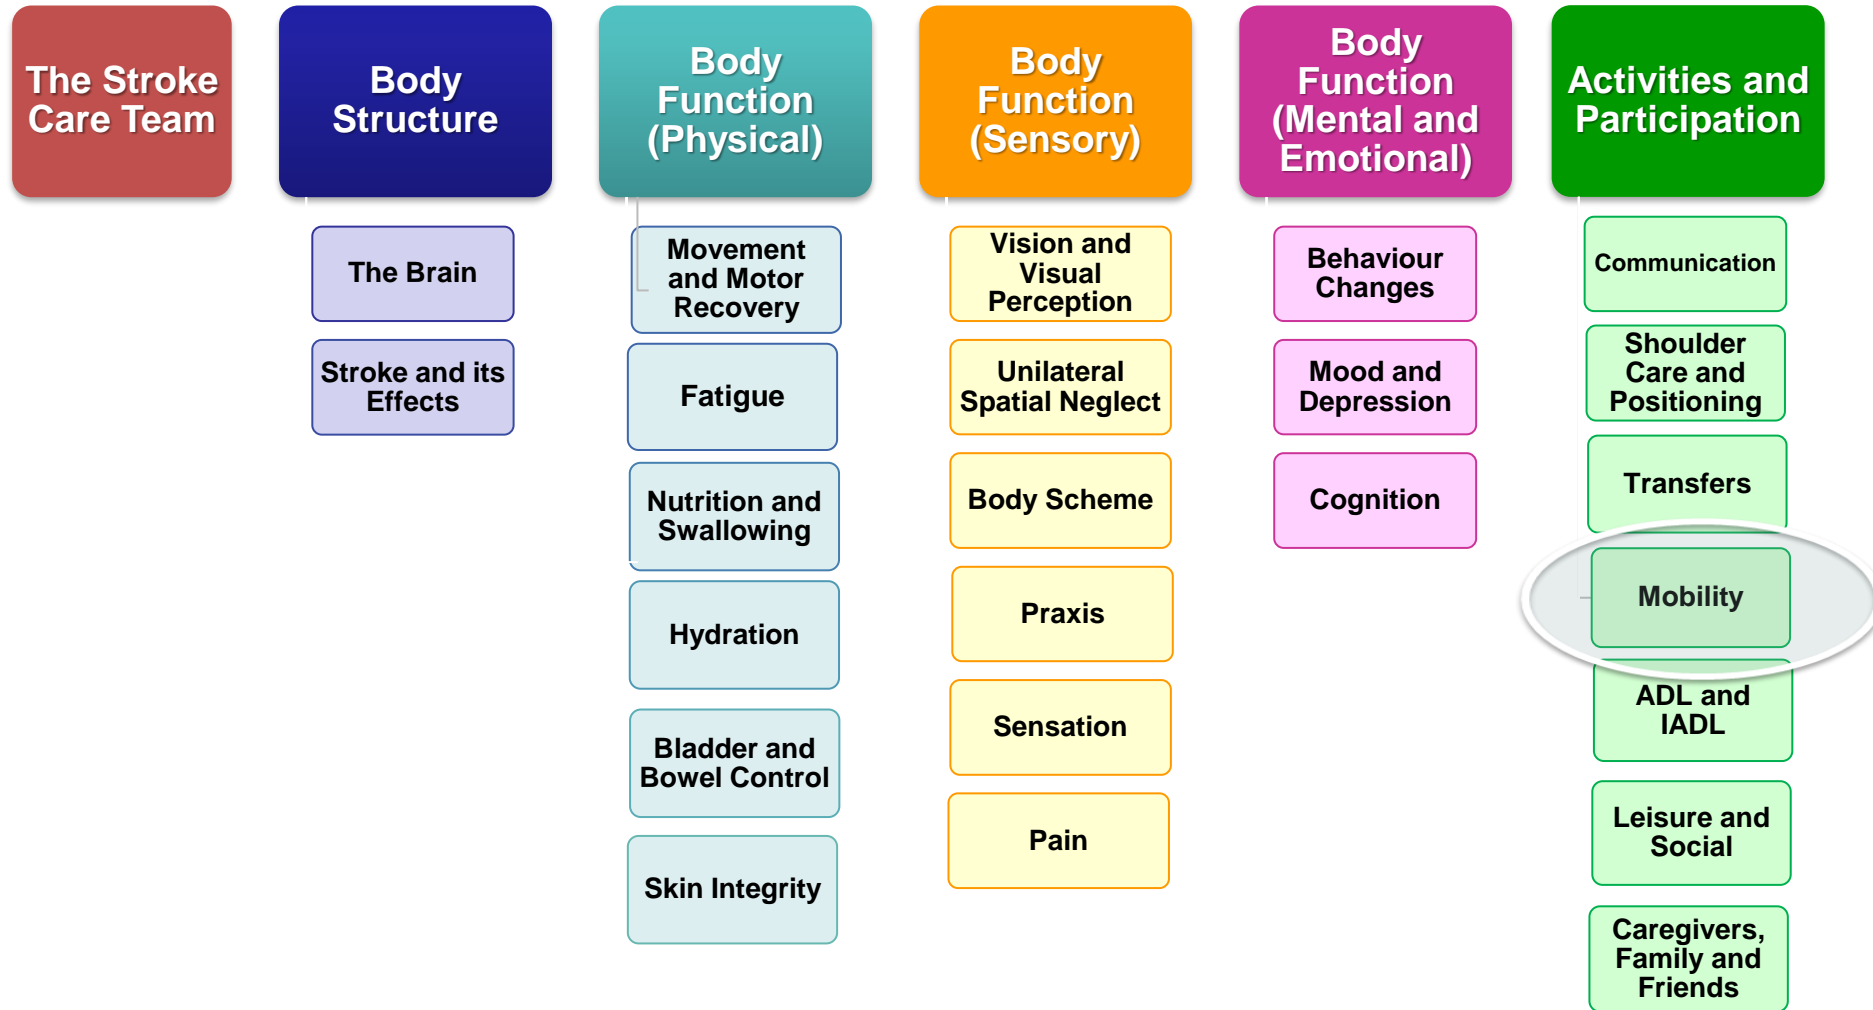 The Stroke
Care Team
Body
Structure
The Brain
Stroke and its
Effects
Body
Function
(Physical)
Movement
and Motor
Recovery
Fatigue
Nutrition and
Swallowing
Hydration
Bladder and
Bowel Control
Skin Integrity
Body
Function
(Sensory)
Vision and
Visual
Perception
Unilateral
Spatial Neglect
Body Scheme
Praxis
Sensation
Pain
Body
Function
(Mental and
Emotional)
Behaviour
Changes
Mood and
Depression
Cognition
Activities and
Participation
Communication
Shoulder
Care and
Positioning
Transfers
Mobility
ADL and
IADL
Leisure and
Social
Caregivers,
Family and
Friends